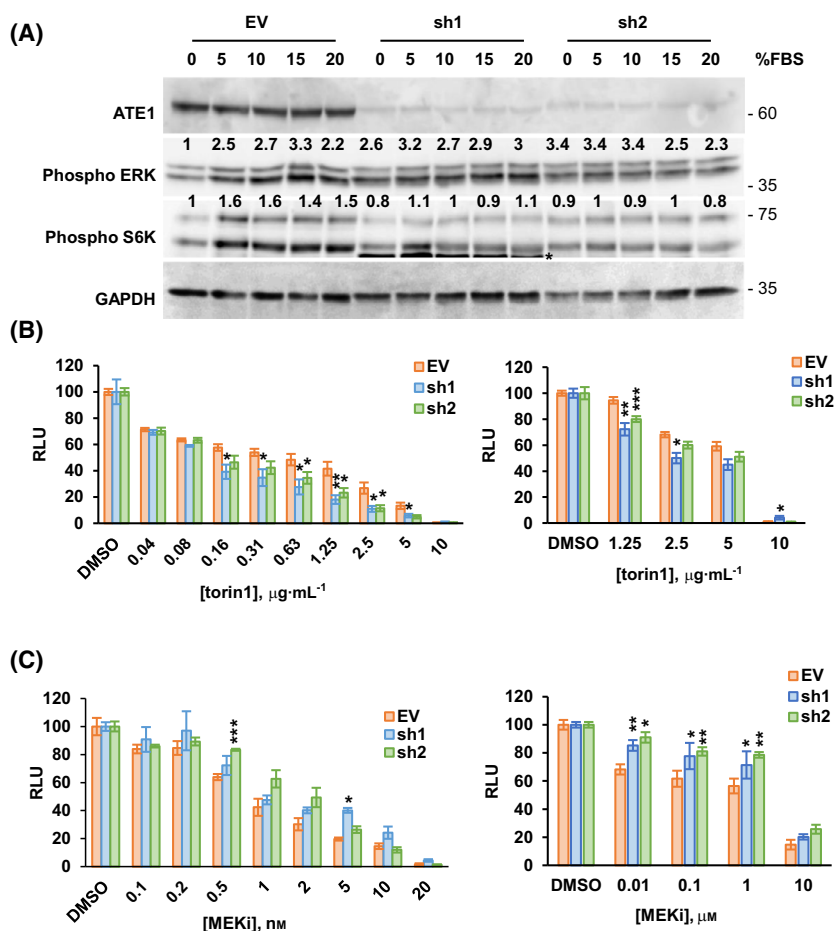 (A)
EV sh1 sh2
0 5 10 15 20 0 5 10 15 20 0 5 10 15 20 %FBS
ATE1 - 60
1 2.5 2.7 3.3 2.2 2.6 3.2 2.7 2.9 3 3.4 3.4 3.4 2.5 2.3
Phospho ERK - 35
1 1.6 1.6 1.4 1.5 0.8 1.1 1 0.9 1.1 0.9 1 0.9 1 0.8 - 75
Phospho S6K
*
GAPDH - 35
(B)
120
100
80
60
40
20
0
RLU
EV
sh1
sh2
* * * * * ** * * * *
DMSO 0.04 0.08 0.16 0.31 0.63 1.25 2.5 5 10
[torin1], µg·mL-1
120
100
80
60
40
20
0
RLU
EV
sh1
sh2
** *** * *
DMSO 1.25 2.5 5 10
[torin1], µg·mL-1
(C)
120
100
80
60
40
20
0
RLU
EV
sh1
sh2
*** *
DMSO 0.1 0.2 0.5 1 2 5 10 20
[MEKi], nM
120
100
80
60
40
20
0
RLU
EV
sh1
sh2
** * * ** * **
DMSO 0.01 0.1 1 10
[MEKi], µM